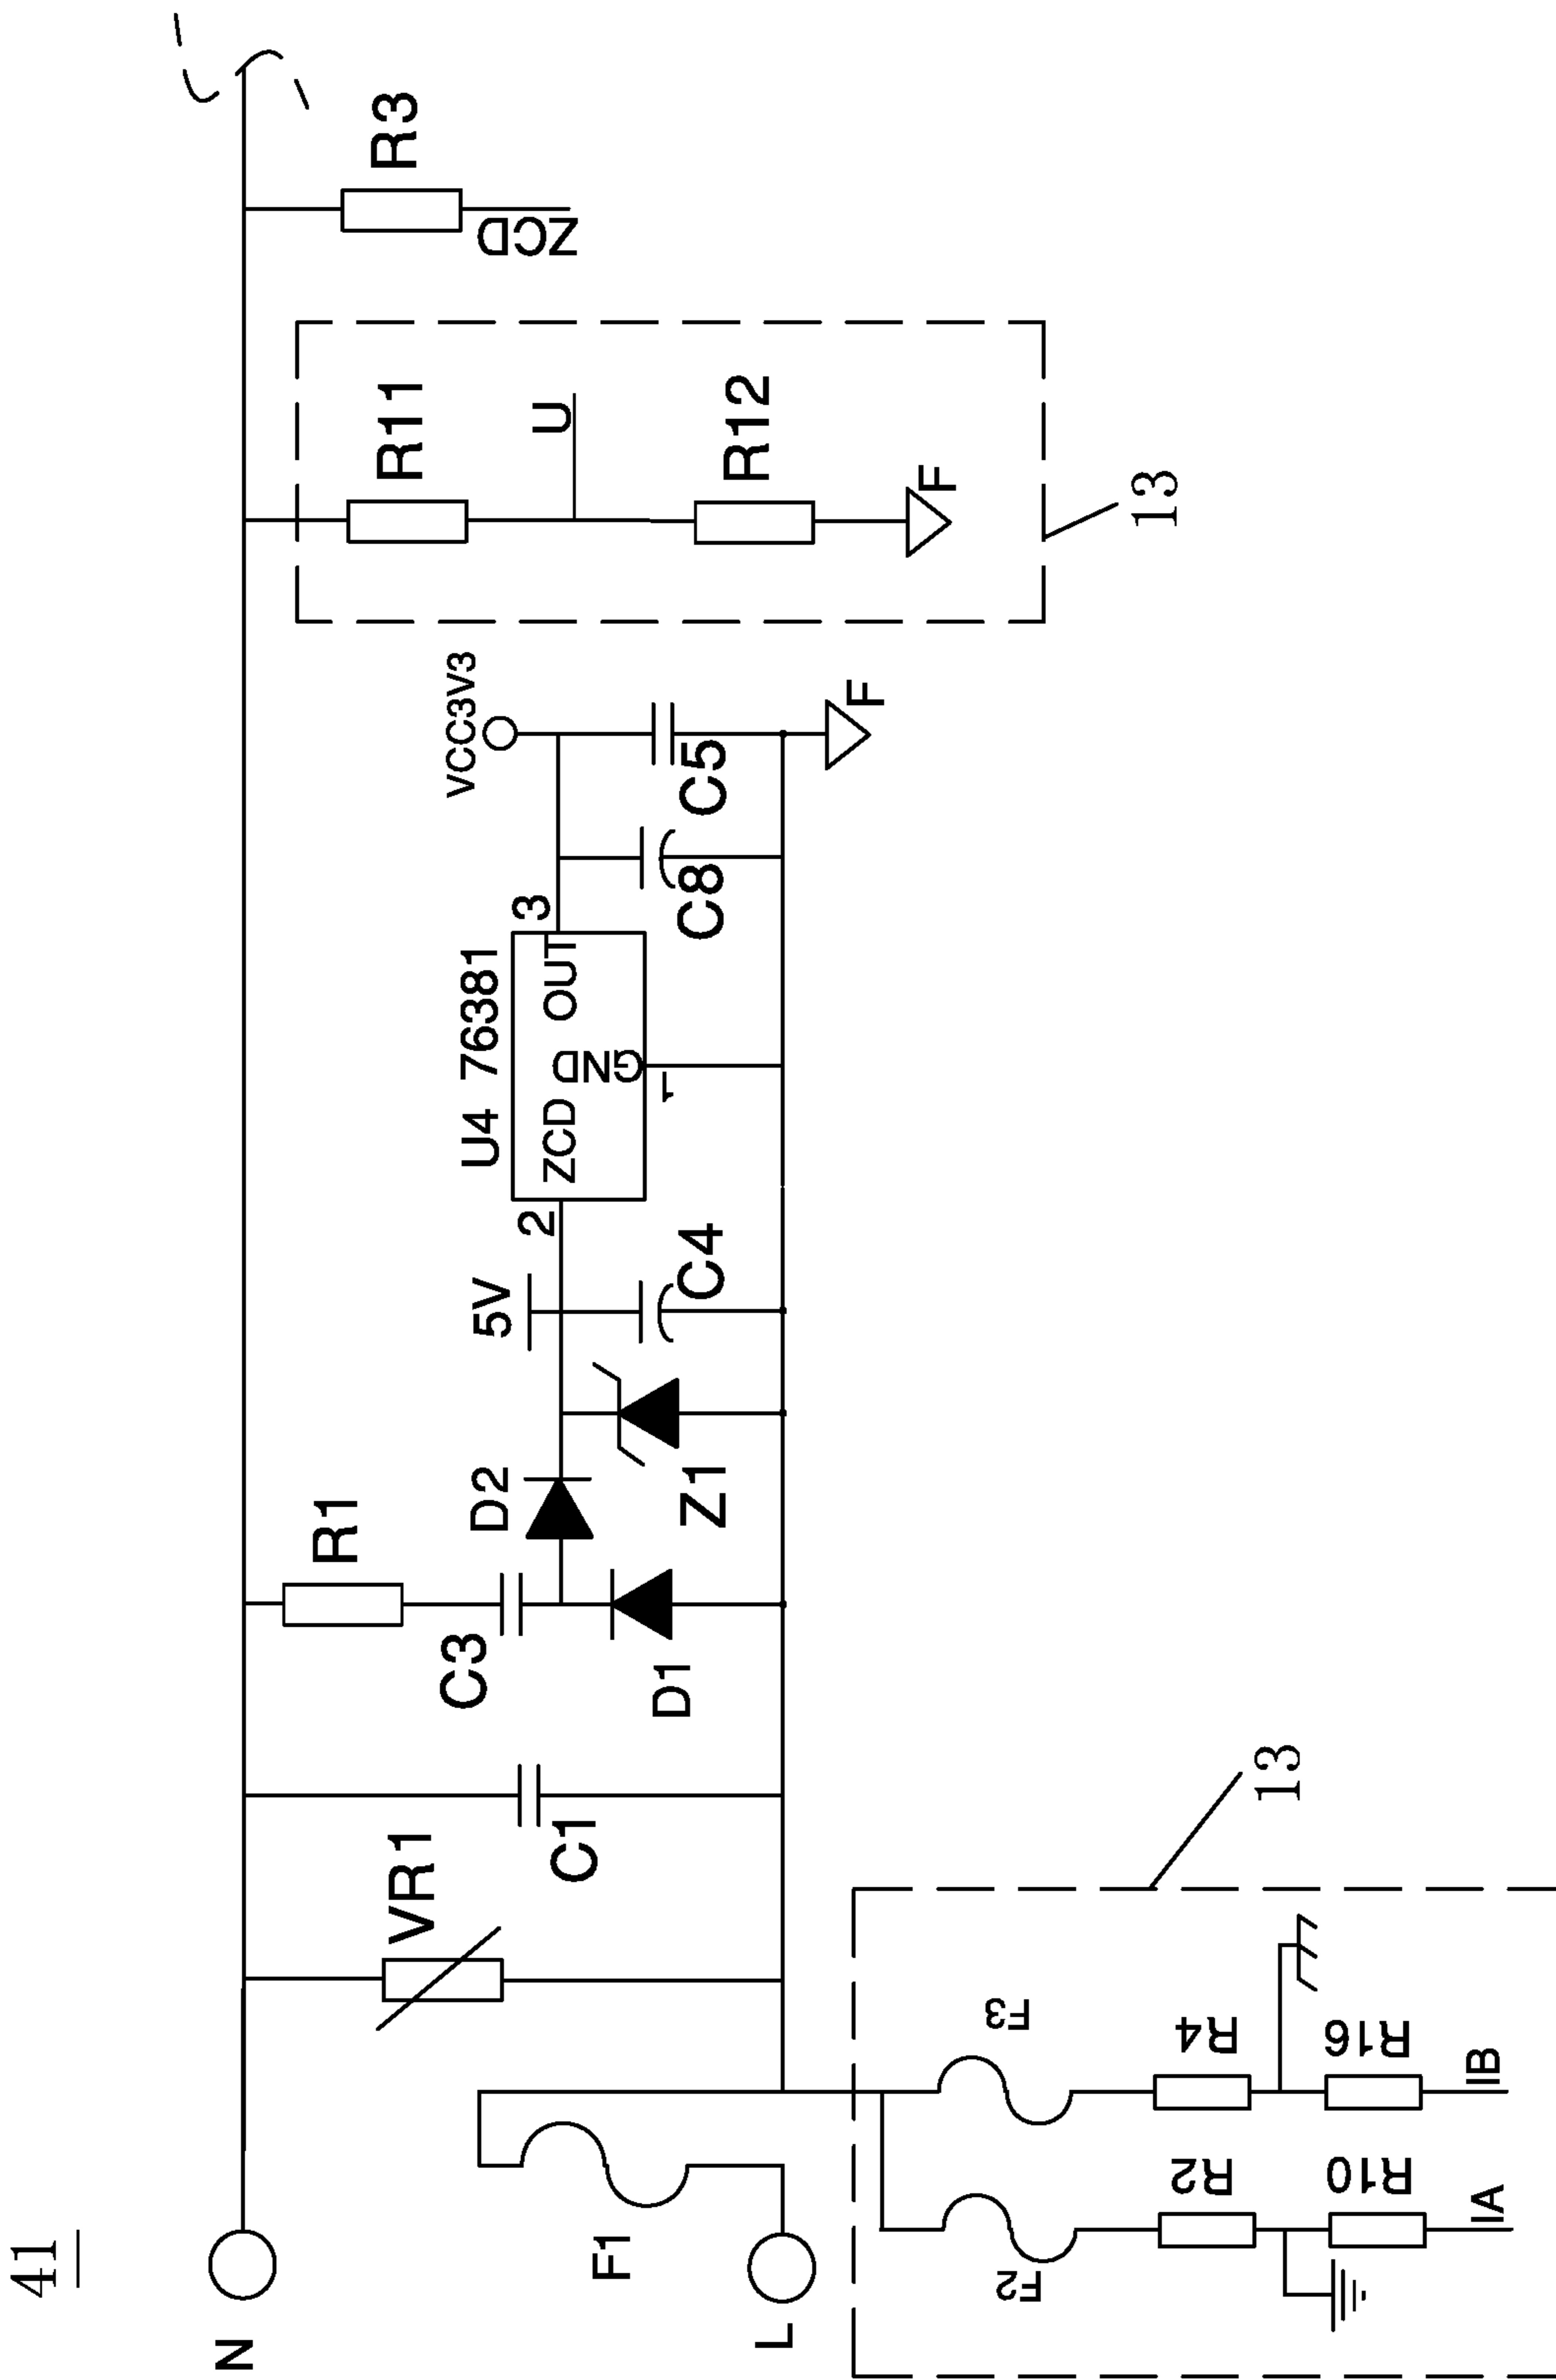 41
N
L
F1
VR1
C1
R1
C3
D1
D2
Z1
5V
C4
2
U4 76381
ZCD
OUT
GND
1
3
C8
C5
VCC3V3
F
R11
U
R12
F
13
R3
ZCD
13
F2
F3
R2
R4
R10
R16
IA
IB